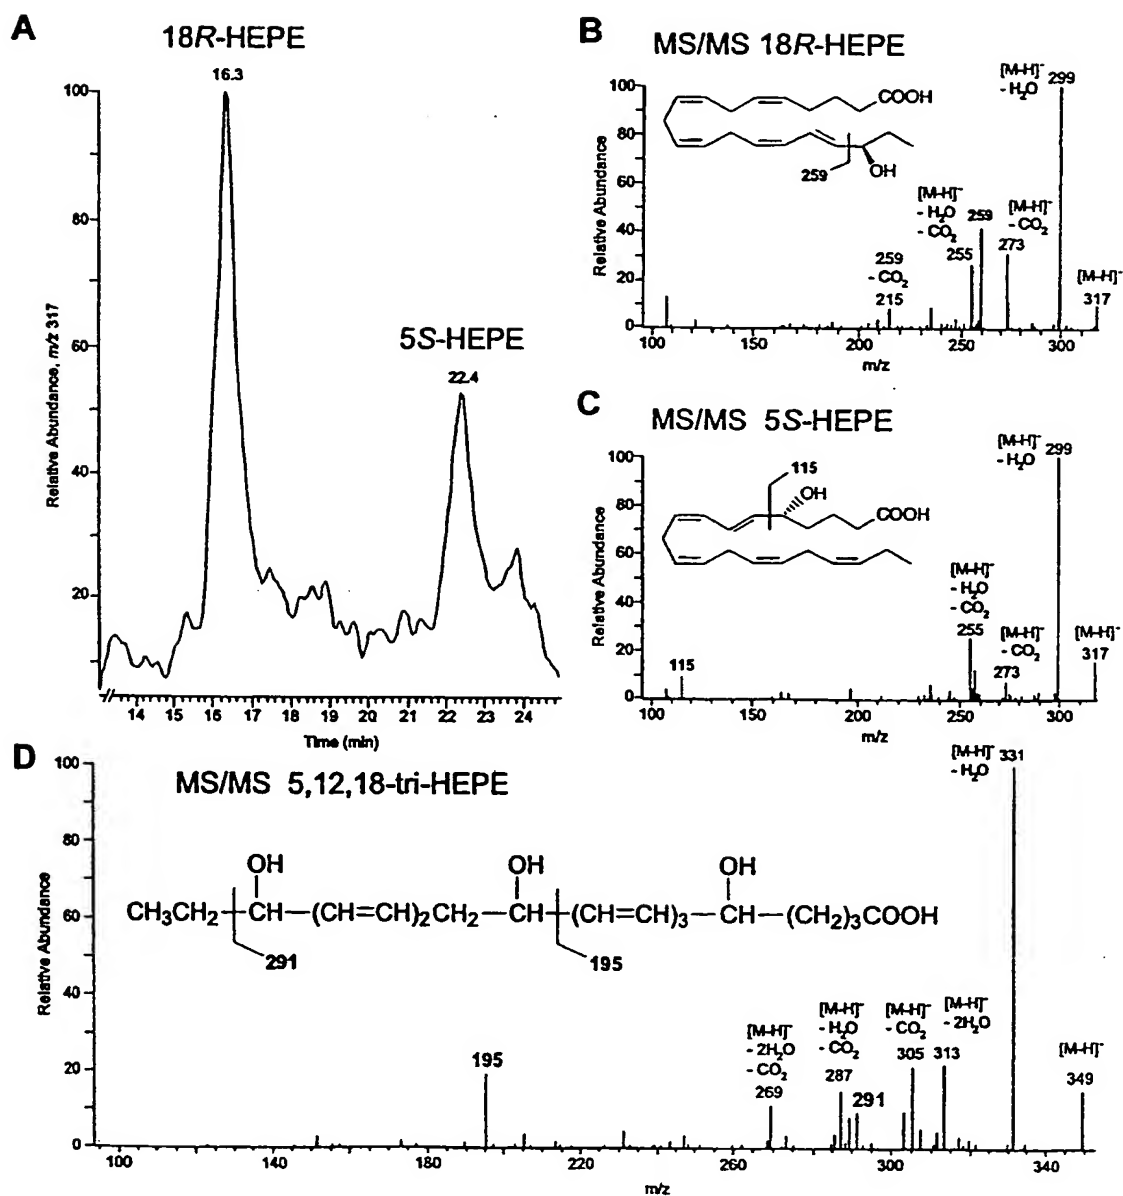 A
18R-HEPE
16.3
100
80
60
40
20
Relative Abundance, m/z 317
5S-HEPE
22.4
14 15 16 17 18 19 20 21 22 23 24
Time (min)
B
MS/MS 18R-HEPE
[M-H]⁻
- H₂O
299
100
80
60
40
20
0
Relative Abundance
COOH
OH
259
[M-H]⁻
- H₂O
- CO₂
255
259
[M-H]⁻
- CO₂
273
259
- CO₂
215
[M-H]⁻
317
100 150 200 250 300
m/z
C
MS/MS 5S-HEPE
[M-H]⁻
- H₂O
299
100
80
60
40
20
0
Relative Abundance
115
OH
COOH
[M-H]⁻
- H₂O
- CO₂
255
[M-H]⁻
- CO₂
273
[M-H]⁻
317
115
100 150 200 250 300
m/z
D
MS/MS 5,12,18-tri-HEPE
[M-H]⁻
- H₂O
331
100
80
60
40
20
0
Relative Abundance
OH OH OH
CH₃CH₂—CH—(CH=CH)₂CH₂—CH—(CH=CH)₃—CH—(CH₂)₃COOH
291 195
195
[M-H]⁻
- 2H₂O
- CO₂
269
[M-H]⁻
- H₂O
- CO₂
287
291
[M-H]⁻
- CO₂
305
[M-H]⁻
- 2H₂O
313
[M-H]⁻
349
100 140 180 220 260 300 340
m/z